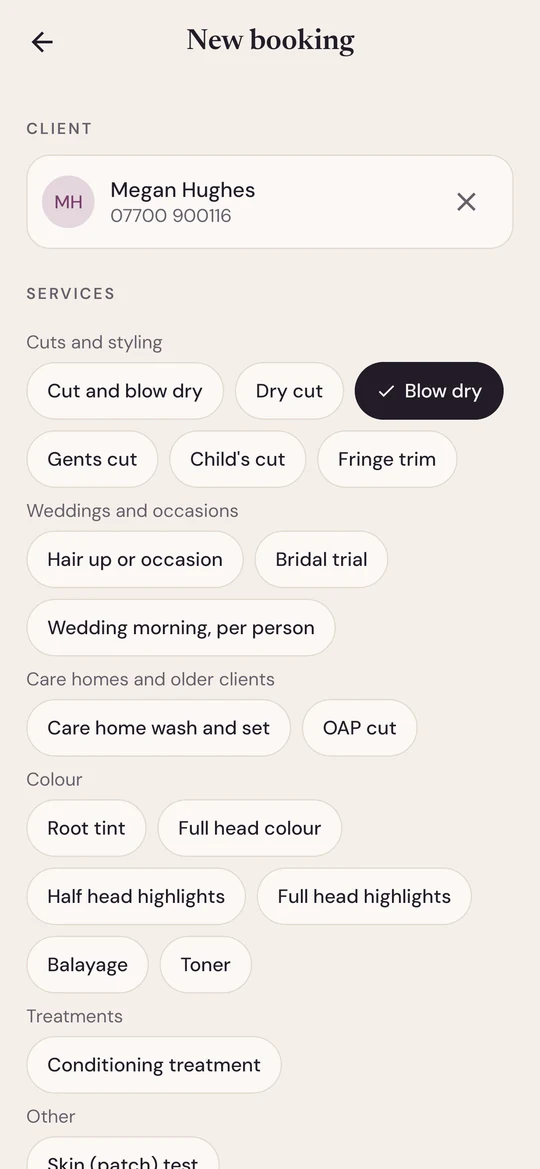 New booking
CLIENT
MH
Megan Hughes
07700 900116
SERVICES
Cuts and styling
Cut and blow dry Dry cut Blow dry
Gents cut Child's cut Fringe trim
Weddings and occasions
Hair up or occasion Bridal trial
Wedding morning, per person
Care homes and older clients
Care home wash and set OAP cut
Colour
Root tint Full head colour
Half head highlights Full head highlights
Balayage Toner
Treatments
Conditioning treatment
Other
Skin (patch) test